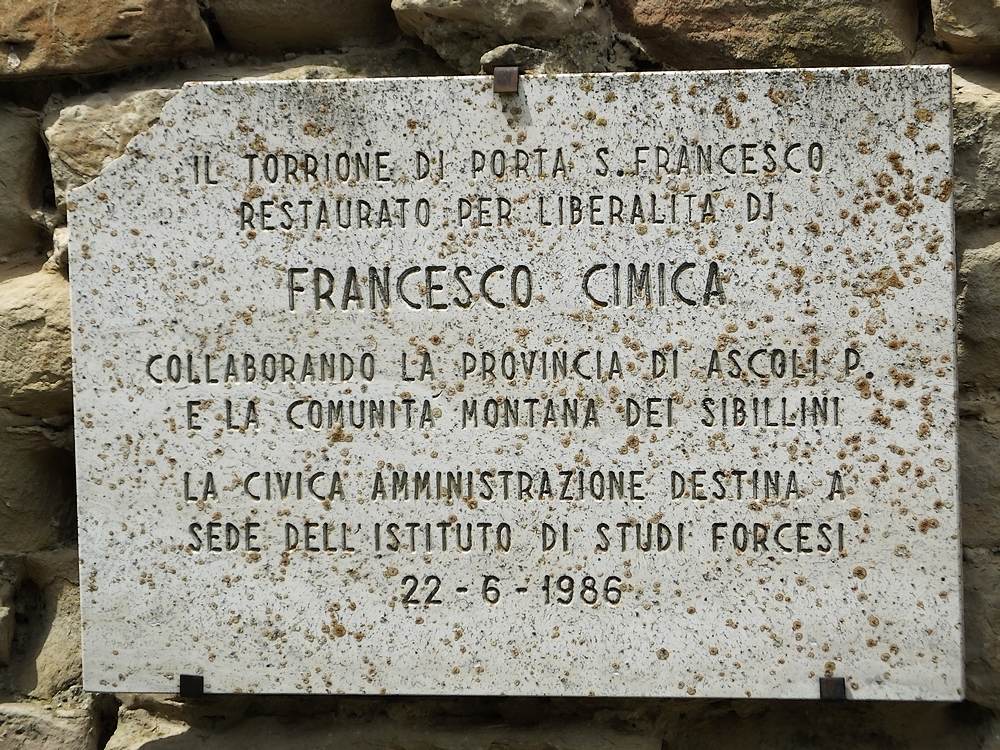 IL TORRIONE DI PORTA S. FRANCESCO
RESTAURATO PER LIBERALITÀ DI
FRANCESCO CIMICA
COLLABORANDO LA PROVINCIA DI ASCOLI P.
E LA COMUNITÀ MONTANA DEI SIBILLINI
LA CIVICA AMMINISTRAZIONE DESTINA A
SEDE DELL'ISTITUTO DI STUDI FORCESI
22-6-1986